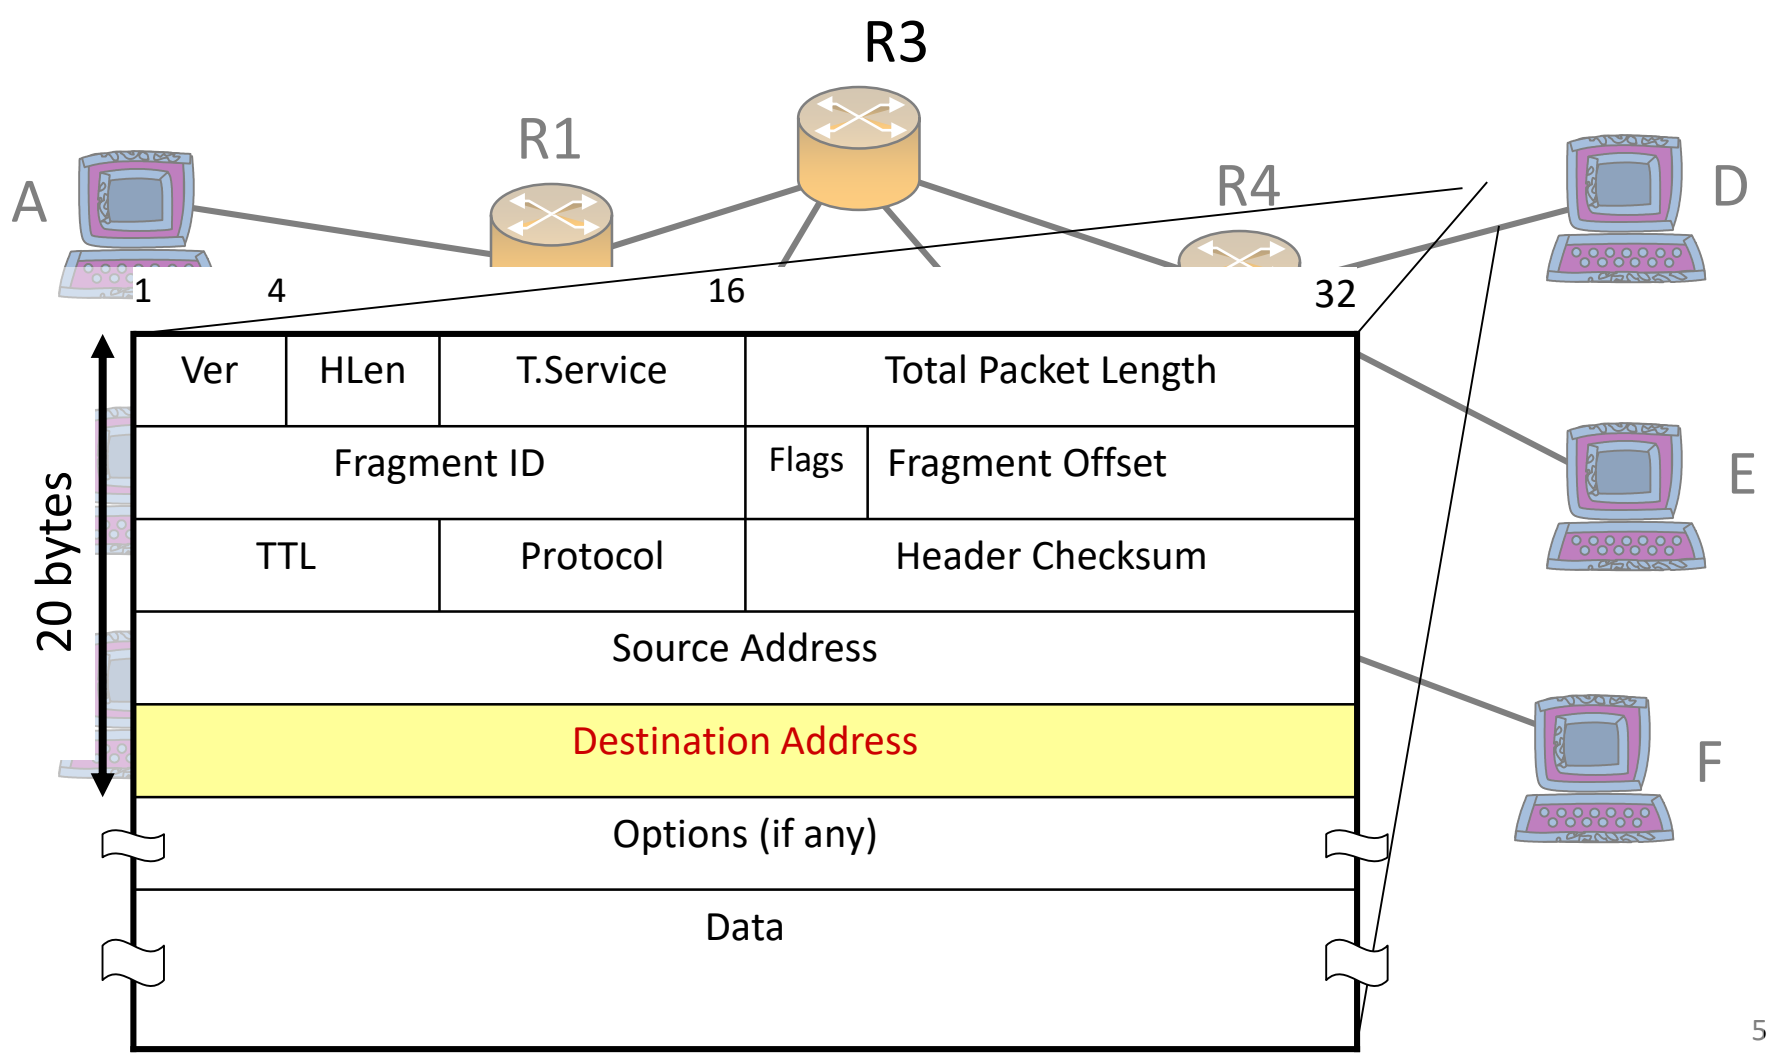 R3
R1
A
R4
D
1 4 16 32
Ver HLen T.Service Total Packet Length
Fragment ID Flags Fragment Offset
E
TTL Protocol Header Checksum
20 bytes
Source Address
Destination Address
F
Options (if any)
Data
5